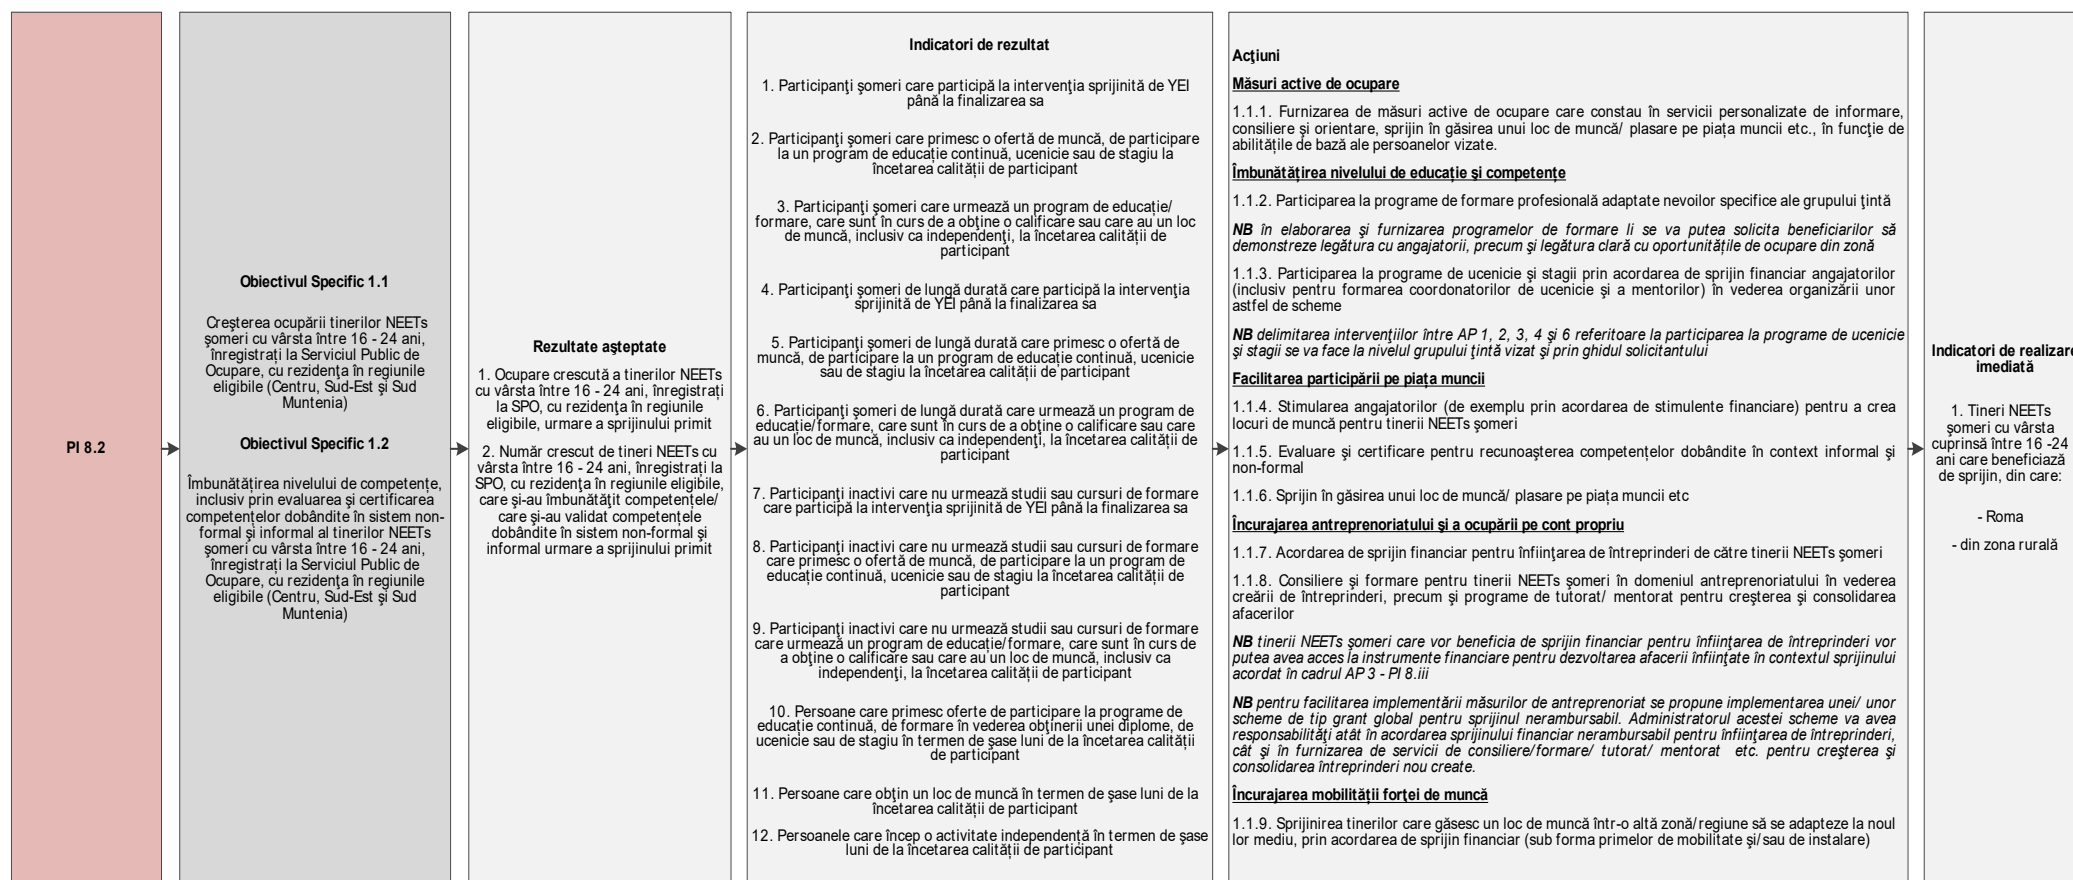 PI 8.2
Obiectivul Specific 1.1
Creşterea ocupării tinerilor NEETs
şomeri cu vârsta între 16 - 24 ani,
înregistrați la Serviciul Public de
Ocupare, cu rezidenţa în regiunile
eligibile (Centru, Sud-Est şi Sud
Muntenia)
Obiectivul Specific 1.2
Îmbunătățirea nivelului de competențe,
inclusiv prin evaluarea şi certificarea
competențelor dobândite în sistem non-
formal şi informal al tinerilor NEETs
şomeri cu vârsta între 16 - 24 ani,
înregistrați la Serviciul Public de
Ocupare, cu rezidenţa în regiunile
eligibile (Centru, Sud-Est şi Sud
Muntenia)
Rezultate aşteptate
1. Ocupare crescută a tinerilor NEETs
cu vârsta între 16 - 24 ani, înregistrați
la SPO, cu rezidenţa în regiunile
eligibile, urmare a sprijinului primit
2. Număr crescut de tineri NEETs cu
vârsta între 16 - 24 ani, înregistrați la
SPO, cu rezidenţa în regiunile eligibile,
care şi-au îmbunătăţit competenţele/
care şi-au validat competenţele
dobândite în sistem non-formal şi
informal urmare a sprijinului primit
Indicatori de rezultat
1. Participanţi şomeri care participă la intervenţia sprijinită de YEI
până la finalizarea sa
2. Participanţi şomeri care primesc o ofertă de muncă, de participare
la un program de educație continuă, ucenicie sau de stagiu la
încetarea calității de participant
3. Participanţi şomeri care urmează un program de educaţie/
formare, care sunt în curs de a obține o calificare sau care au un loc
de muncă, inclusiv ca independenţi, la încetarea calității de
participant
4. Participanţi şomeri de lungă durată care participă la intervenția
sprijinită de YEI până la finalizarea sa
5. Participanţi şomeri de lungă durată care primesc o ofertă de
muncă, de participare la un program de educație continuă, ucenicie
sau de stagiu la încetarea calității de participant
6. Participanţi şomeri de lungă durată care urmează un program de
educaţie/formare, care sunt în curs de a obține o calificare sau care
au un loc de muncă, inclusiv ca independenţi, la încetarea calității de
participant
7. Participanţi inactivi care nu urmează studii sau cursuri de formare
care participă la intervenția sprijinită de YEI până la finalizarea sa
8. Participanţi inactivi care nu urmează studii sau cursuri de formare
care primesc o ofertă de muncă, de participare la un program de
educație continuă, ucenicie sau de stagiu la încetarea calității de
participant
9. Participanţi inactivi care nu urmează studii sau cursuri de formare
care urmează un program de educaţie/formare, care sunt în curs de
a obține o calificare sau care au un loc de muncă, inclusiv ca
independenţi, la încetarea calității de participant
10. Persoane care primesc oferte de participare la programe de
educație continuă, de formare în vederea obținerii unei diplome, de
ucenicie sau de stagiu în termen de şase luni de la încetarea calității
de participant
11. Persoane care obțin un loc de muncă în termen de şase luni de la
încetarea calității de participant
12. Persoanele care încep o activitate independentă în termen de şase
luni de la încetarea calității de participant
Acţiuni
Măsuri active de ocupare
1.1.1. Furnizarea de măsuri active de ocupare care constau în servicii personalizate de informare,
consiliere şi orientare, sprijin în găsirea unui loc de muncă/ plasare pe piața muncii etc., în funcție de
abilităţile de bază ale persoanelor vizate.
Îmbunătățirea nivelului de educație şi competențe
1.1.2. Participarea la programe de formare profesională adaptate nevoilor specifice ale grupului ţintă
NB în elaborarea şi furnizarea programelor de formare li se va putea solicita beneficiarilor să
demonstreze legătura cu angajatorii, precum şi legătura clară cu oportunitățile de ocupare din zonă
1.1.3. Participarea la programe de ucenicie şi stagii prin acordarea de sprijin financiar angajatorilor
(inclusiv pentru formarea coordonatorilor de ucenicie şi a mentorilor) în vederea organizării unor
astfel de scheme
NB delimitarea intervențiilor între AP 1, 2, 3, 4 şi 6 referitoare la participarea la programe de ucenicie
şi stagii se va face la nivelul grupului ţintă vizat şi prin ghidul solicitantului
Facilitarea participării pe piața muncii
1.1.4. Stimularea angajatorilor (de exemplu prin acordarea de stimulente financiare) pentru a crea
locuri de muncă pentru tinerii NEETs şomeri
1.1.5. Evaluare şi certificare pentru recunoaşterea competenţelor dobândite în context informal şi
non-formal
1.1.6. Sprijin în găsirea unui loc de muncă/ plasare pe piața muncii etc
Încurajarea antreprenoriatului şi a ocupării pe cont propriu
1.1.7. Acordarea de sprijin financiar pentru înfiinţarea de întreprinderi de către tinerii NEETs şomeri
1.1.8. Consiliere şi formare pentru tinerii NEETs şomeri în domeniul antreprenoriatului în vederea
creării de întreprinderi, precum şi programe de tutorat/ mentorat pentru creşterea şi consolidarea
afacerilor
NB tinerii NEETs şomeri care vor beneficia de sprijin financiar pentru înfiinţarea de întreprinderi vor
putea avea acces la instrumente financiare pentru dezvoltarea afacerii înfiinţate în contextul sprijinului
acordat în cadrul AP 3 - PI 8.iii
NB pentru facilitarea implementării măsurilor de antreprenoriat se propune implementarea unei/ unor
scheme de tip grant global pentru sprijinul nerambursabil. Administratorul acestei scheme va avea
responsabilităţi atât în acordarea sprijinului financiar nerambursabil pentru înfiinţarea de întreprinderi,
cât şi în furnizarea de servicii de consiliere/formare/ tutorat/ mentorat etc. pentru creşterea şi
consolidarea întreprinderi nou create.
Încurajarea mobilității forţei de muncă
1.1.9. Sprijinirea tinerilor care găsesc un loc de muncă într-o altă zonă/regiune să se adapteze la noul
lor mediu, prin acordarea de sprijin financiar (sub forma primelor de mobilitate şi/sau de instalare)
Indicatori de realizare
imediată
1. Tineri NEETs
şomeri cu vârsta
cuprinsă între 16 -24
ani care beneficiază
de sprijin, din care:
- Roma
- din zona rurală